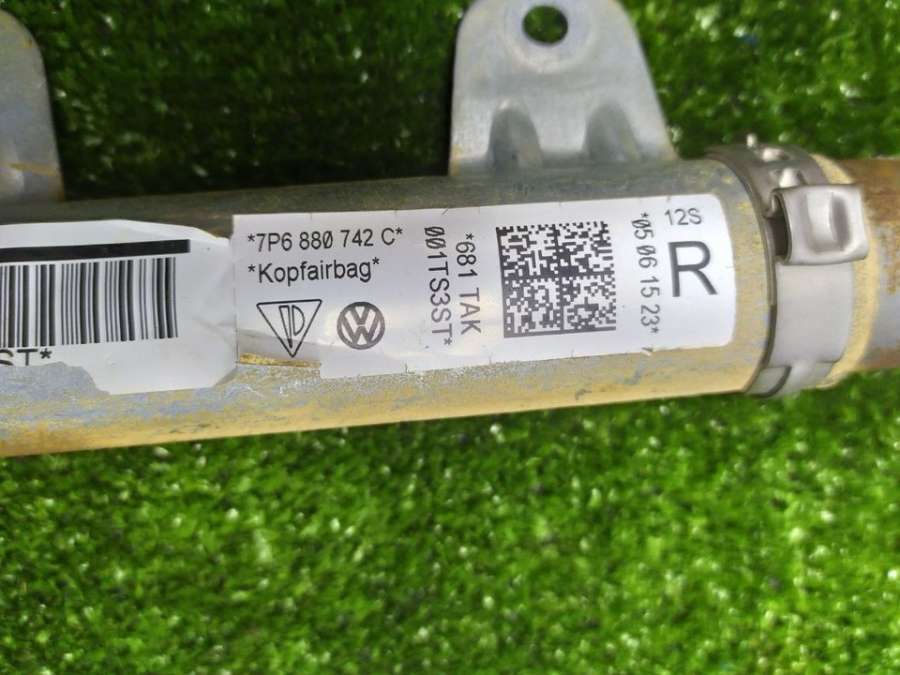 *7P6 880 742 C*
*Kopfairbag*
*681 TAK
001TS3ST*
12S
R
*05 06 15 23*
ST*